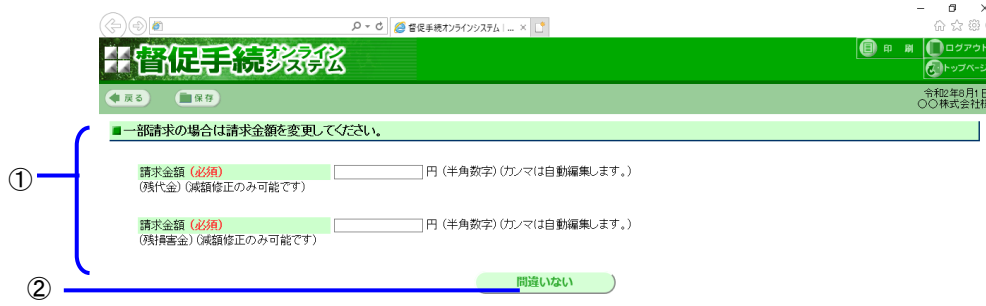 督促手続オンラインシステム | ...
督促手続オンラインシステム
印 刷
ログアウト
トップページ
戻る
保存
令和2年8月1日
〇〇株式会社様
■一部請求の場合は請求金額を変更してください。
①
請求金額 (必須) 円 (半角数字) (カンマは自動編集します。)
(残代金) (減額修正のみ可能です)
請求金額 (必須) 円 (半角数字) (カンマは自動編集します。)
(残損害金) (減額修正のみ可能です)
② 間違いない